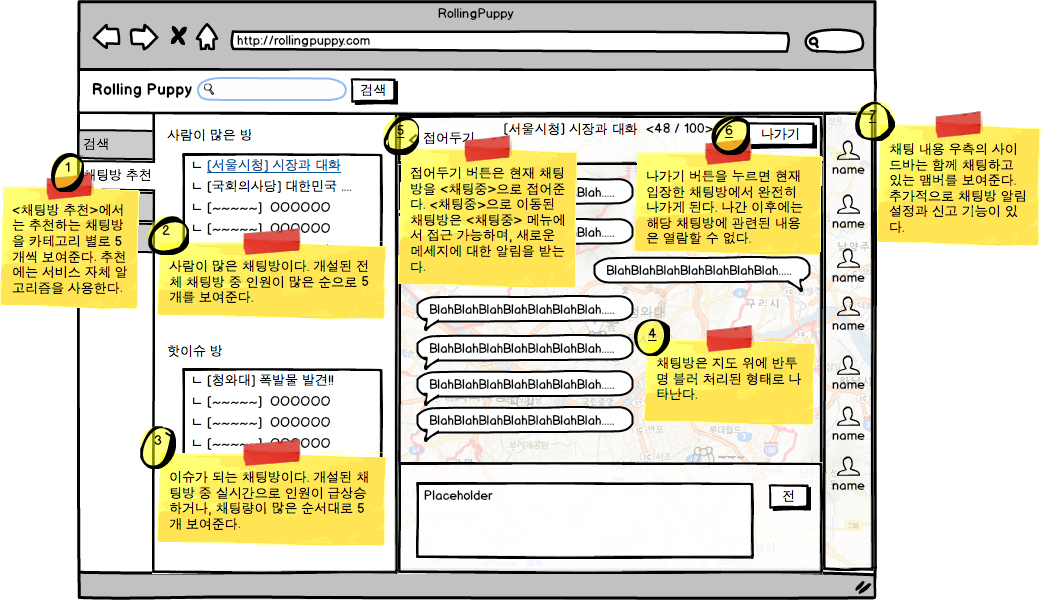 RollingPuppy
http://rollingpuppy.com
Rolling Puppy
검색
검색
채팅방 추천
1
<채팅방 추천>에서
는 추천하는 채팅방
을 카테고리 별로 5
개씩 보여준다. 추천
에는 서비스 자체 알
고리즘을 사용한다.
사람이 많은 방
ㄴ [서울시청] 시장과 대화
ㄴ [국회의사당] 대한민국 ....
ㄴ [~~~~~] OOOOOO
ㄴ [~~~~~] OOOOOO
2
사람이 많은 채팅방이다. 개설된 전
체 채팅방 중 인원이 많은 순으로 5
개를 보여준다.
핫이슈 방
ㄴ [청와대] 폭발물 발견!!
ㄴ [~~~~~] OOOOOO
ㄴ [~~~~~] OOOOOO
ㄴ [~~~~~] OOOOOO
3
이슈가 되는 채팅방이다. 개설된 채
팅방 중 실시간으로 인원이 급상승
하거나, 채팅량이 많은 순서대로 5
개 보여준다.
5
접어두기
[서울시청] 시장과 대화 <48 / 100>
6
나가기
접어두기 버튼은 현재 채팅
방을 <채팅중>으로 접어준
다. <채팅중>으로 이동된
채팅방은 <채팅중> 메뉴에
서 접근 가능하며, 새로운
메세지에 대한 알림을 받는
다.
Blah.....
Blah.....
나가기 버튼을 누르면 현재
입장한 채팅방에서 완전히
나가게 된다. 나간 이후에는
해당 채팅방에 관련된 내용
은 열람할 수 없다.
BlahBlahBlahBlahBlahBlahBlah.....
BlahBlahBlahBlahBlahBlahBlah.....
BlahBlahBlahBlahBlahBlahBlah.....
BlahBlahBlahBlahBlahBlahBlah.....
BlahBlahBlahBlahBlahBlahBlah.....
청와대
구리시
남양주
4
채팅방은 지도 위에 반투
명 블러 처리된 형태로 나
타난다.
Placeholder
전
7
채팅 내용 우측의 사이
드바는 함께 채팅하고
있는 맴버를 보여준다.
추가적으로 채팅방 알림
설정과 신고 기능이 있
다.
name
name
name
name
name
name
name